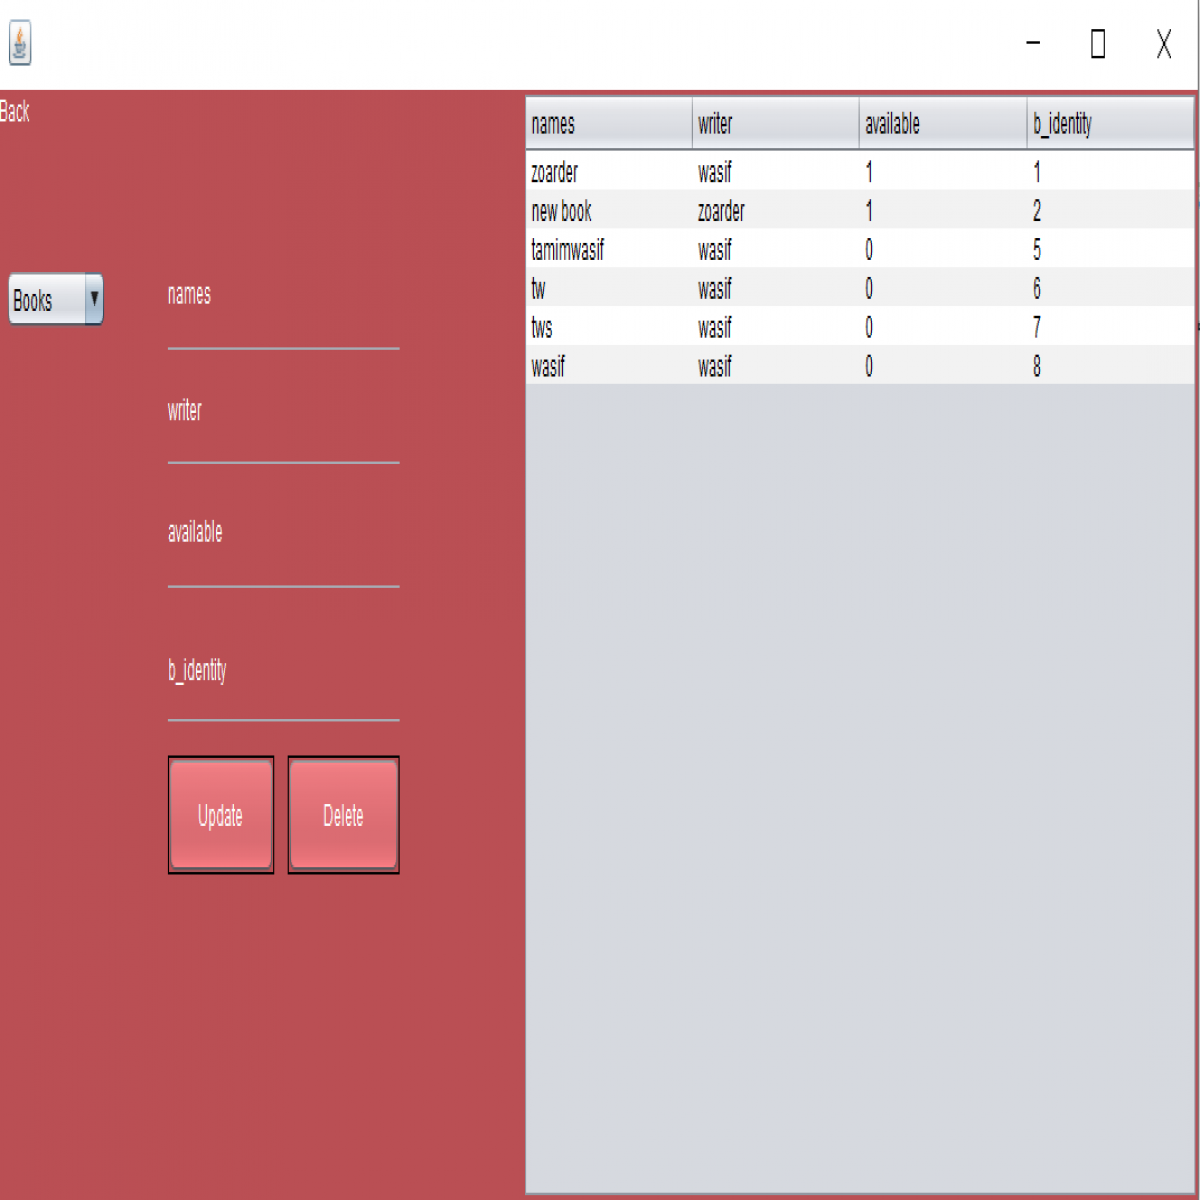 Back
Books
names
writer
available
b_identity
Update Delete
names writer available b_identity
zoarder wasif 1 1
new book zoarder 1 2
tamimwasif wasif 0 5
tw wasif 0 6
tws wasif 0 7
wasif wasif 0 8